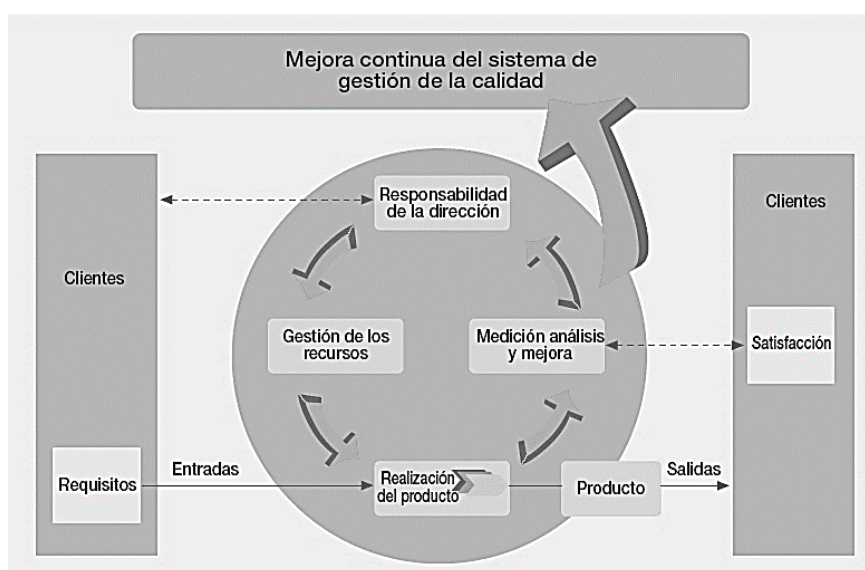 Mejora continua del sistema de
gestión de la calidad
Responsabilidad
de la dirección
Clientes
Clientes
Gestión de los
recursos
Medición análisis
y mejora
Satisfacción
Entradas
Requisitos
Realización
del producto
Producto
Salidas